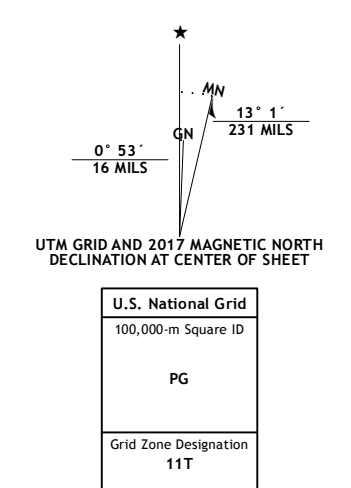 ★
MN
GN
13° 1´
231 MILS
0° 53´
16 MILS
UTM GRID AND 2017 MAGNETIC NORTH
DECLINATION AT CENTER OF SHEET
U.S. National Grid
100,000-m Square ID
PG
Grid Zone Designation
11T